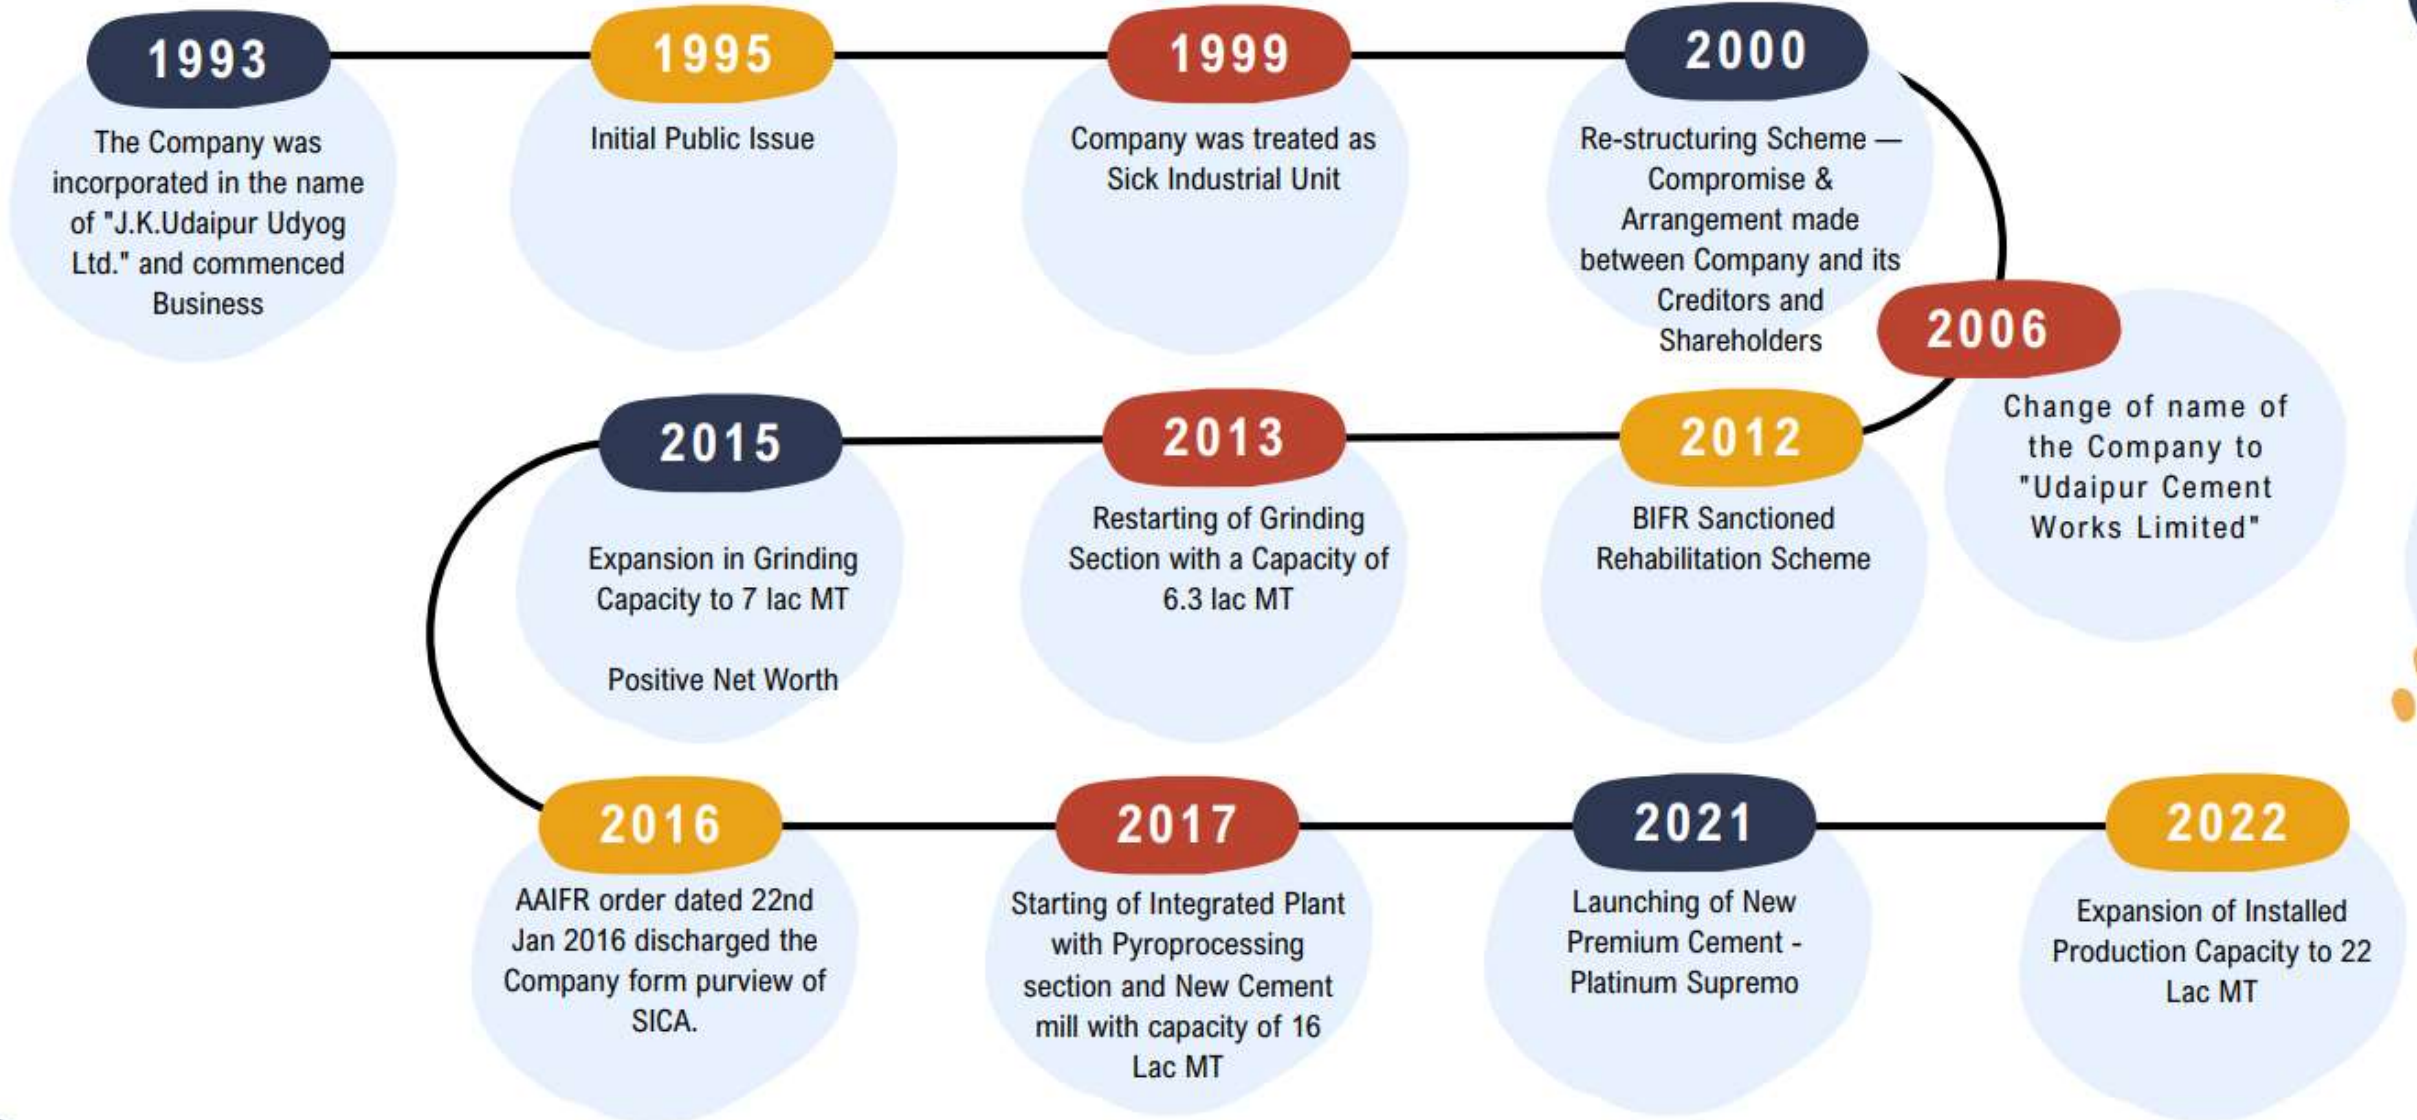 1993
The Company was
incorporated in the name
of "J.K.Udaipur Udyog
Ltd." and commenced
Business
1995
Initial Public Issue
1999
Company was treated as
Sick Industrial Unit
2000
Re-structuring Scheme —
Compromise &
Arrangement made
between Company and its
Creditors and
Shareholders
2006
Change of name of
the Company to
"Udaipur Cement
Works Limited"
2012
BIFR Sanctioned
Rehabilitation Scheme
2013
Restarting of Grinding
Section with a Capacity of
6.3 lac MT
2015
Expansion in Grinding
Capacity to 7 lac MT
Positive Net Worth
2016
AAIFR order dated 22nd
Jan 2016 discharged the
Company form purview of
SICA.
2017
Starting of Integrated Plant
with Pyroprocessing
section and New Cement
mill with capacity of 16
Lac MT
2021
Launching of New
Premium Cement -
Platinum Supremo
2022
Expansion of Installed
Production Capacity to 22
Lac MT